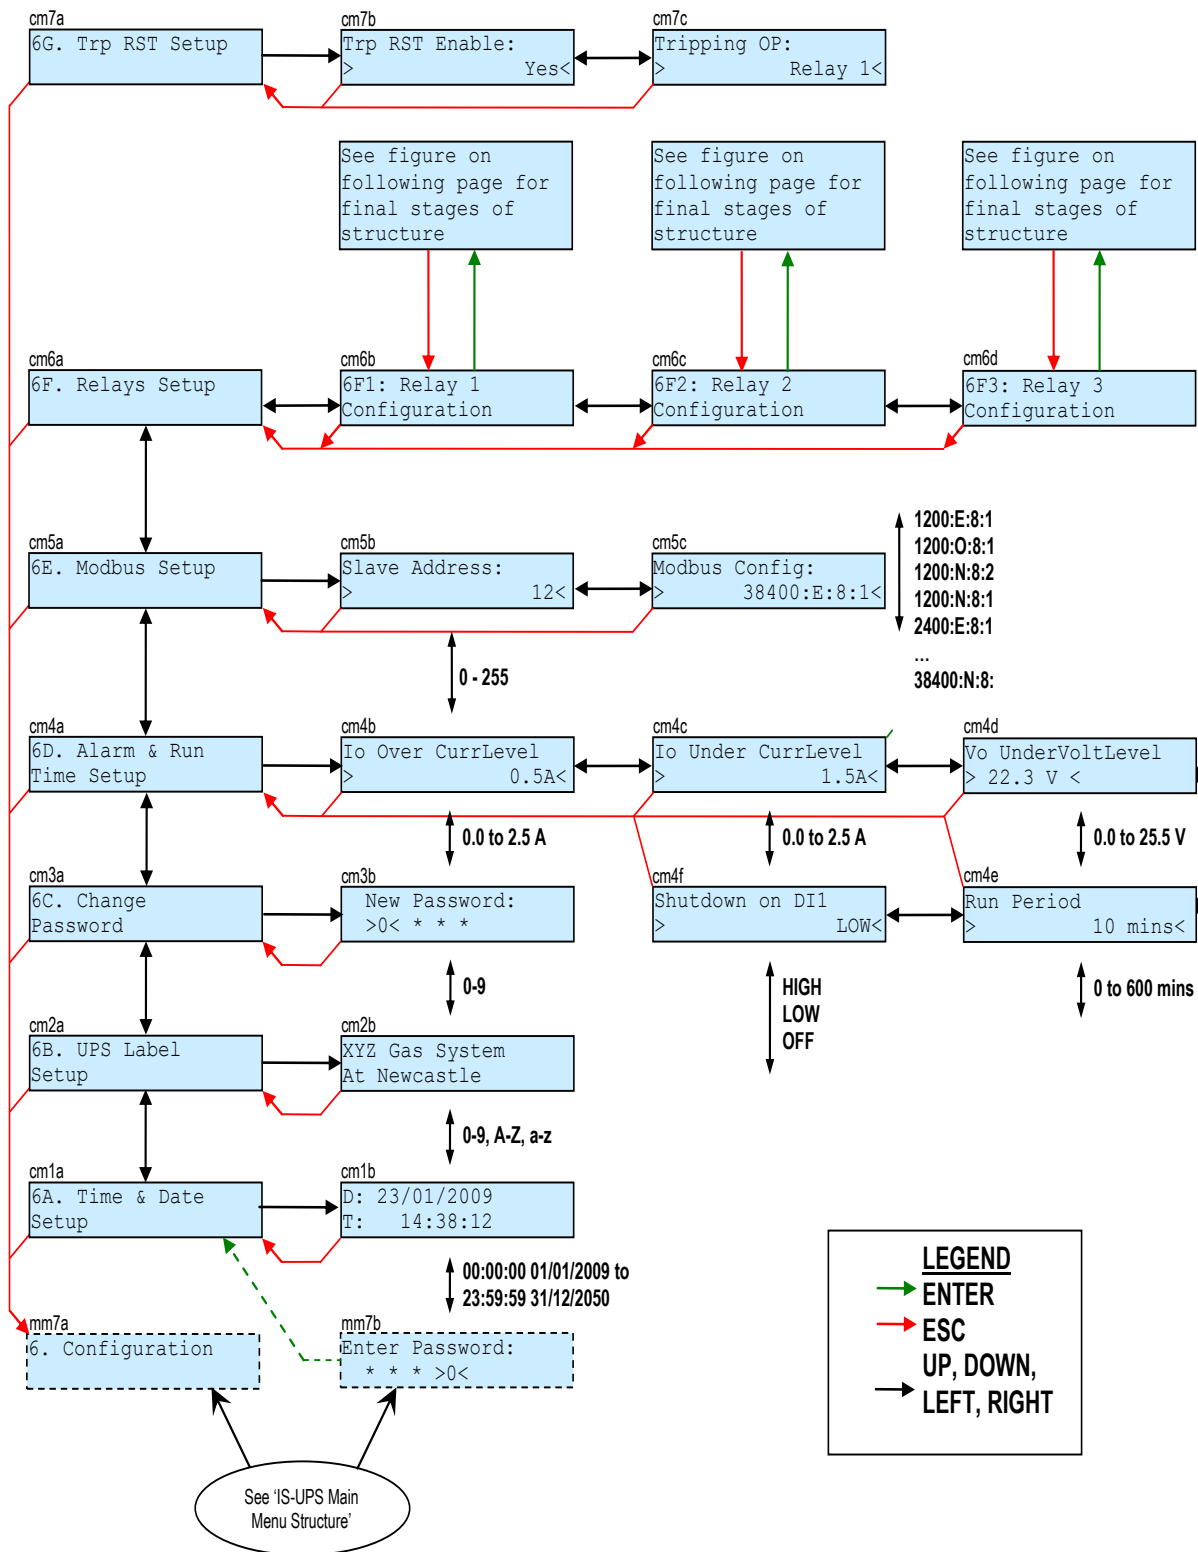 cm7a
6G. Trp RST Setup
cm7b
Trp RST Enable:
> Yes<
cm7c
Tripping OP:
> Relay 1<
See figure on
following page for
final stages of
structure
See figure on
following page for
final stages of
structure
See figure on
following page for
final stages of
structure
cm6a
6F. Relays Setup
cm6b
6F1: Relay 1
Configuration
cm6c
6F2: Relay 2
Configuration
cm6d
6F3: Relay 3
Configuration
cm5a
6E. Modbus Setup
cm5b
Slave Address:
> 12<
cm5c
Modbus Config:
> 38400:E:8:1<
1200:E:8:1
1200:O:8:1
1200:N:8:2
1200:N:8:1
2400:E:8:1
...
38400:N:8:
0 - 255
cm4a
6D. Alarm & Run
Time Setup
cm4b
Io Over CurrLevel
> 0.5A<
cm4c
Io Under CurrLevel
> 1.5A<
cm4d
Vo UnderVoltLevel
> 22.3 V <
0.0 to 2.5 A
0.0 to 2.5 A
0.0 to 25.5 V
cm3a
6C. Change
Password
cm3b
New Password:
>0< * * *
cm4f
Shutdown on DI1
> LOW<
cm4e
Run Period
> 10 mins<
0-9
HIGH
LOW
OFF
0 to 600 mins
cm2a
6B. UPS Label
Setup
cm2b
XYZ Gas System
At Newcastle
0-9, A-Z, a-z
cm1a
6A. Time & Date
Setup
cm1b
D: 23/01/2009
T: 14:38:12
00:00:00 01/01/2009 to
23:59:59 31/12/2050
mm7a
6. Configuration
mm7b
Enter Password:
* * * >0<
See 'IS-UPS Main
Menu Structure'
LEGEND
ENTER
ESC
UP, DOWN,
LEFT, RIGHT